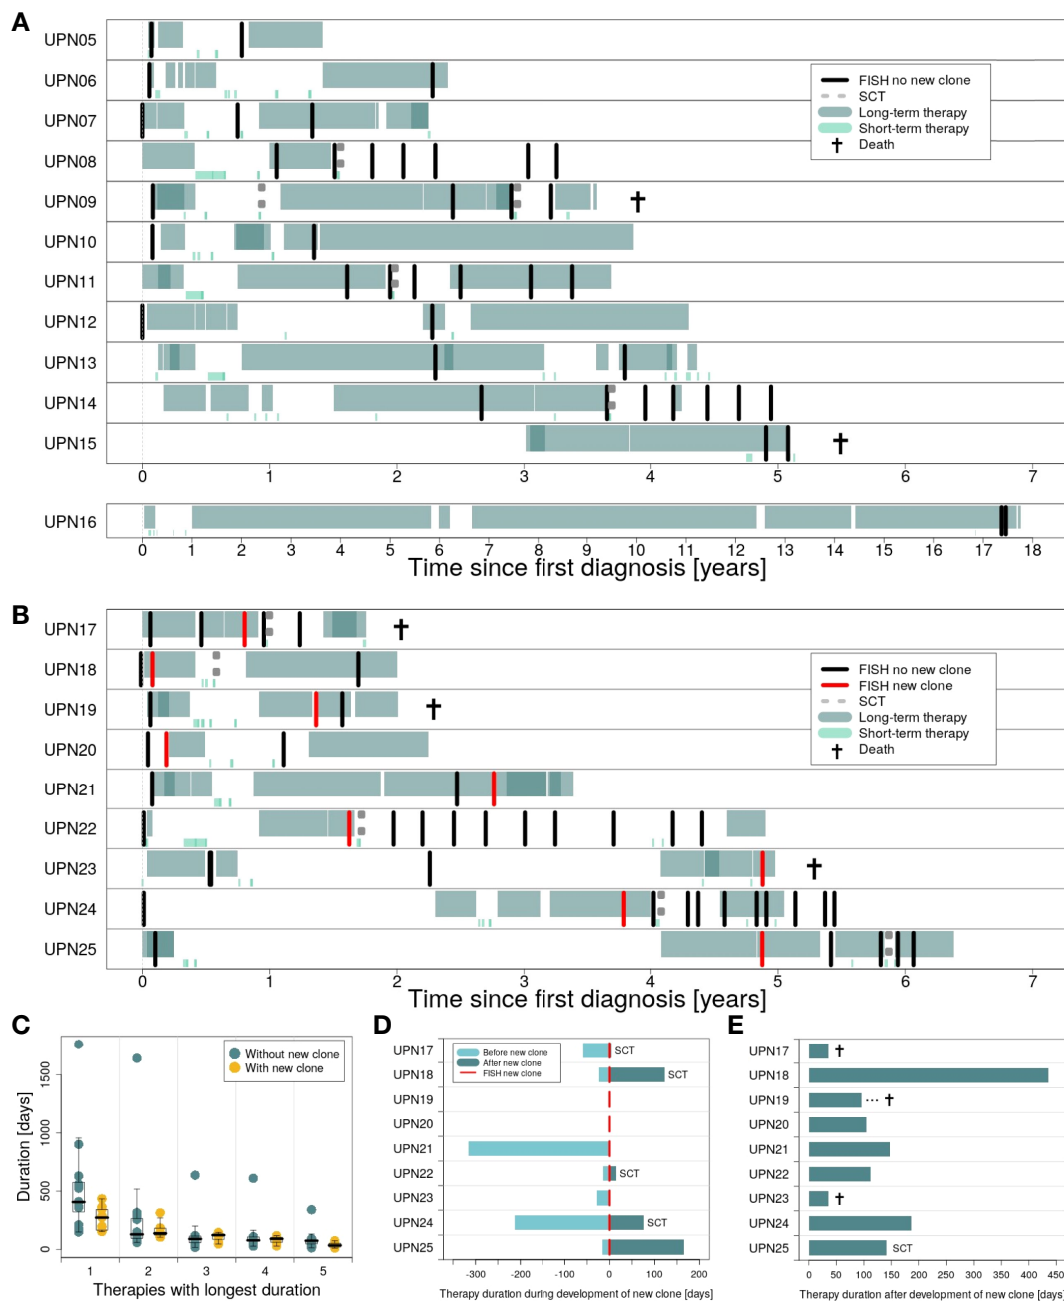 A
UPN05
UPN06
UPN07
UPN08
UPN09
UPN10
UPN11
UPN12
UPN13
UPN14
UPN15
FISH no new clone
SCT
Long-term therapy
Short-term therapy
Death
0 1 2 3 4 5 6 7
UPN16
0 1 2 3 4 5 6 7 8 9 10 11 12 13 14 15 16 17 18
Time since first diagnosis [years]
B
UPN17
UPN18
UPN19
UPN20
UPN21
UPN22
UPN23
UPN24
UPN25
FISH no new clone
FISH new clone
SCT
Long-term therapy
Short-term therapy
Death
0 1 2 3 4 5 6 7
Time since first diagnosis [years]
C
Duration [days]
1500
1000
500
0
Without new clone
With new clone
1 2 3 4 5
Therapies with longest duration
D
UPN17 SCT
UPN18 SCT
UPN19
UPN20
UPN21
UPN22 SCT
UPN23
UPN24 SCT
UPN25
Before new clone
After new clone
FISH new clone
-300 -200 -100 0 100 200
Therapy duration during development of new clone [days]
E
UPN17
UPN18
UPN19 ...
UPN20
UPN21
UPN22
UPN23
UPN24
UPN25 SCT
0 50 100 150 200 250 300 350 400 450
Therapy duration after development of new clone [days]